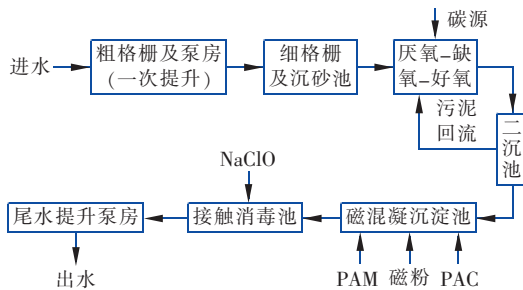 碳源
进水
粗格栅及泵房
(一次提升)
细格栅
及沉砂池
厌氧–缺
氧–好氧
污泥
回流
二沉池
NaClO
尾水提升泵房
接触消毒池
磁混凝沉淀池
出水
PAM
磁粉
PAC